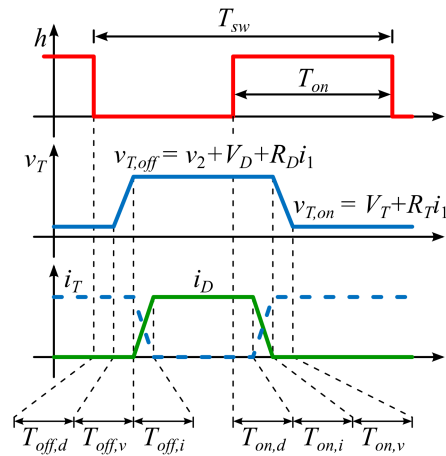 T_sw
h
T_on
v_T
v_T,off = v_2+V_D+R_D i_1
v_T,on = V_T+R_T i_1
i_T i_D
T_off,d T_off,v T_off,i T_on,d T_on,i T_on,v